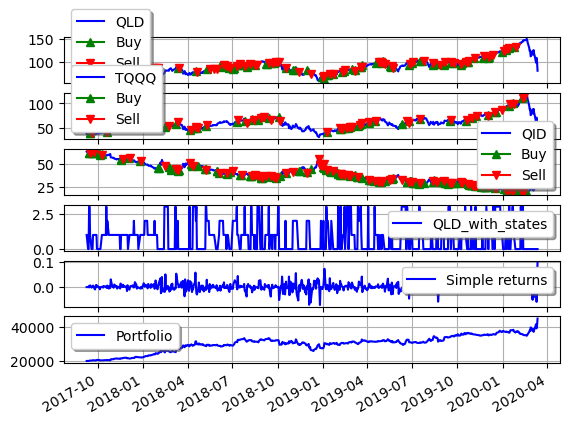 QLD
Buy
Sell
150
100
TQQQ
Buy
Sell
100
50
QID
Buy
Sell
50
25
QLD_with_states
2.5
0.0
Simple returns
0.1
0.0
Portfolio
40000
20000
2017-10 2018-01 2018-04 2018-07 2018-10 2019-01 2019-04 2019-07 2019-10 2020-01 2020-04